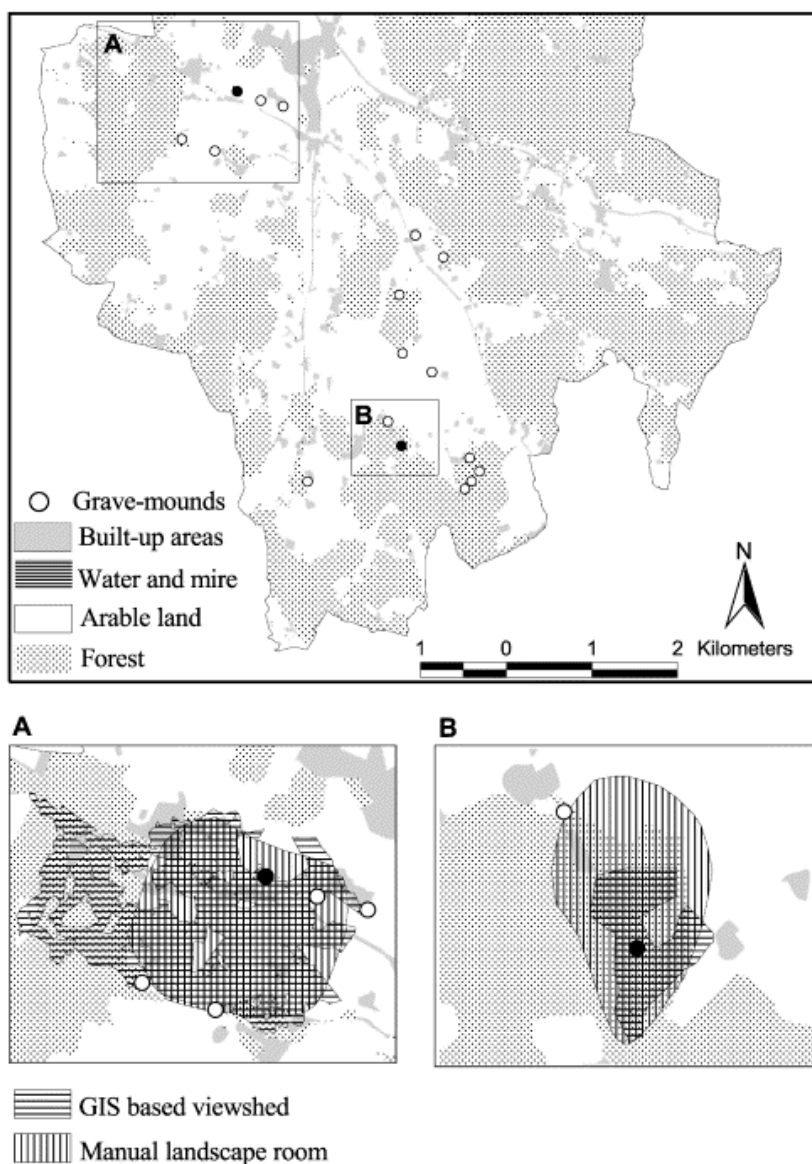 A
B
Grave-mounds
Built-up areas
Water and mire
Arable land
Forest
N
1 0 1 2 Kilometers
A
B
GIS based viewshed
Manual landscape room